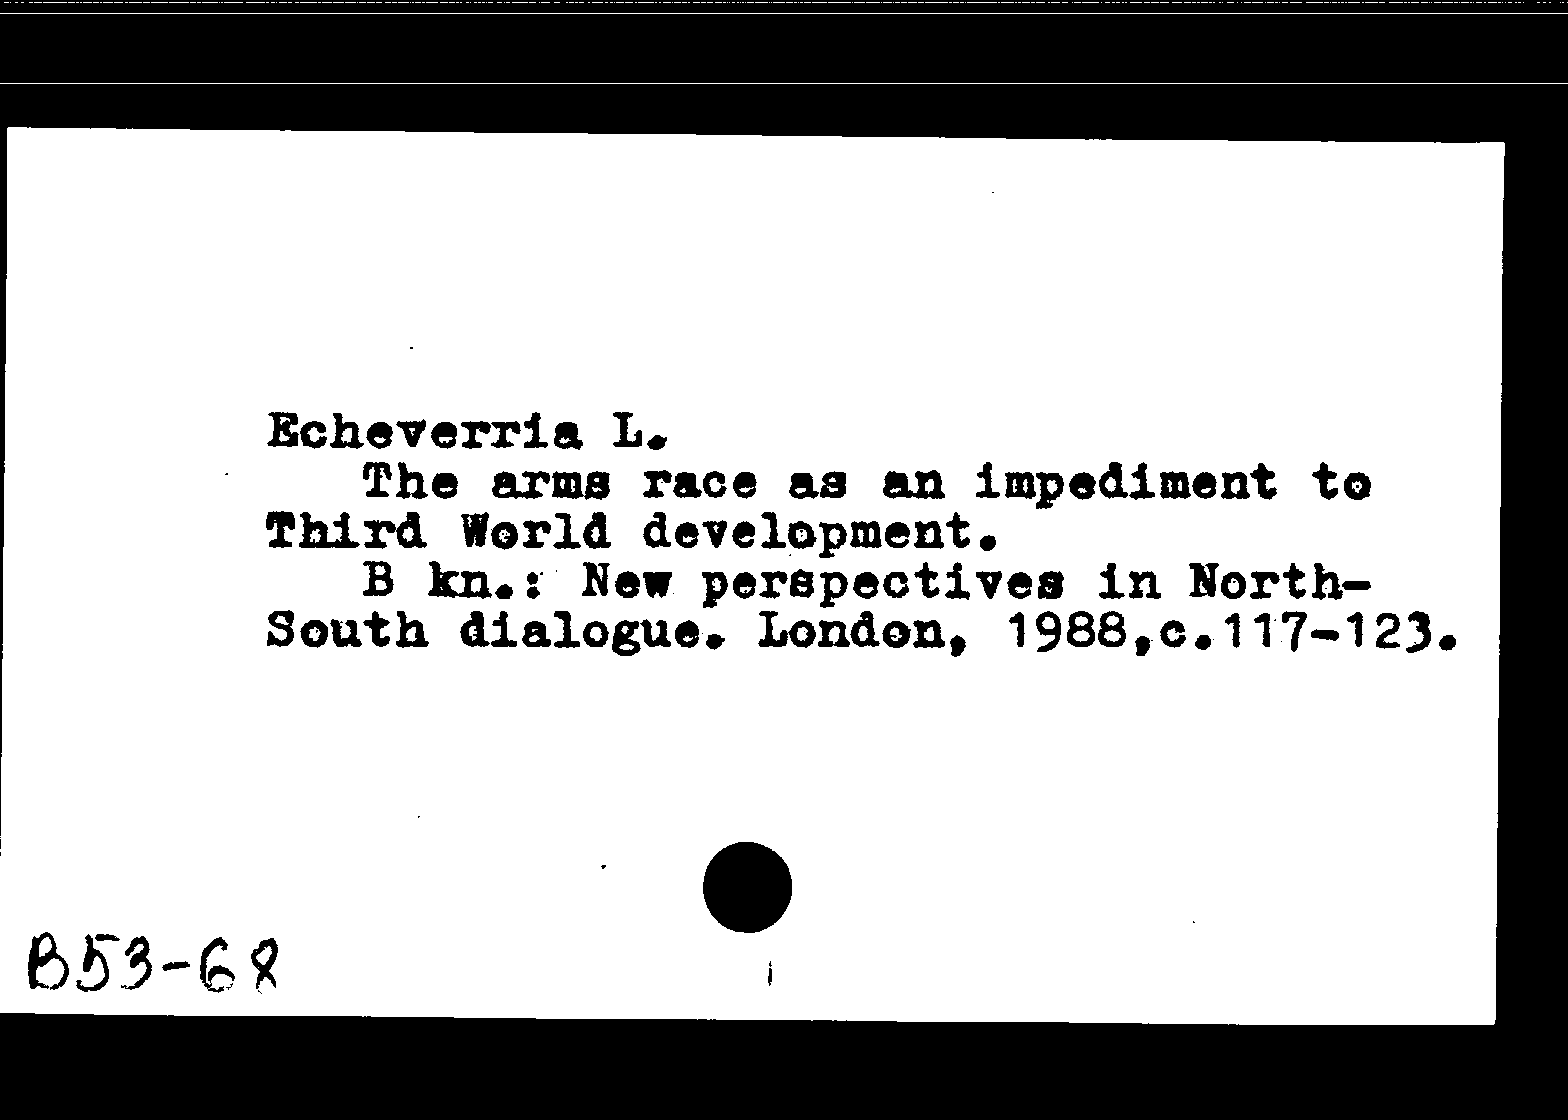 Echeverria L.
The arms race as an impediment to
Third World development.
B kn.: New perspectives in North-
South dialogue. London, 1988,c.117-123.
B53-68